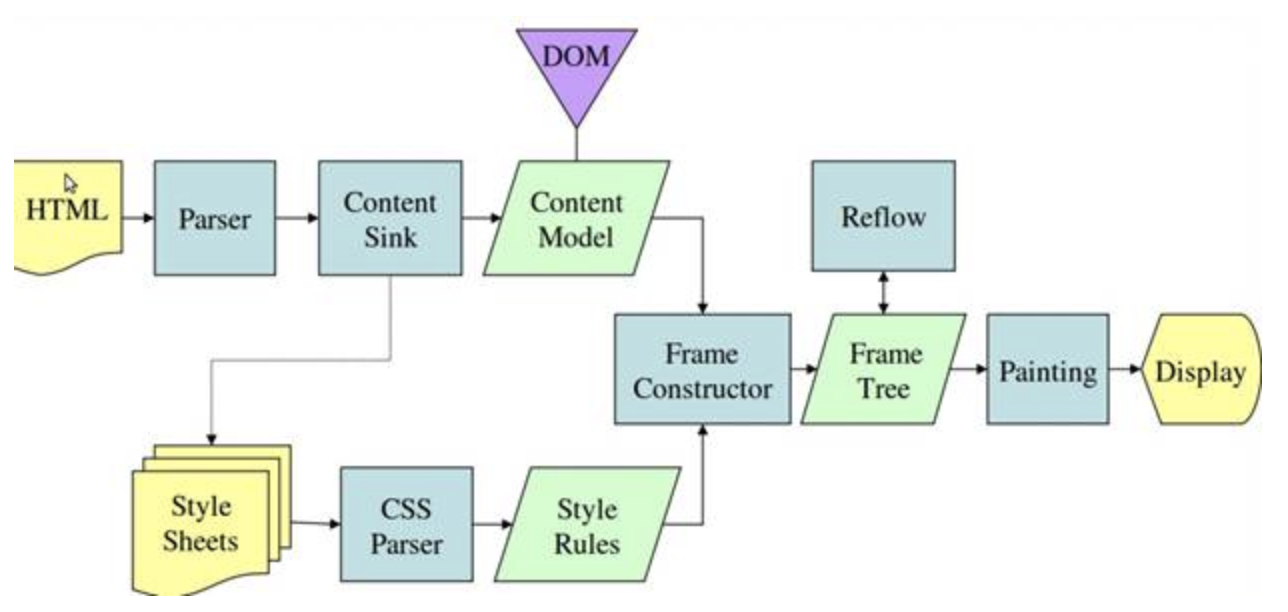 DOM
HTML
Parser
Content
Sink
Content
Model
Reflow
Frame
Constructor
Frame
Tree
Painting
Display
Style
Sheets
CSS
Parser
Style
Rules